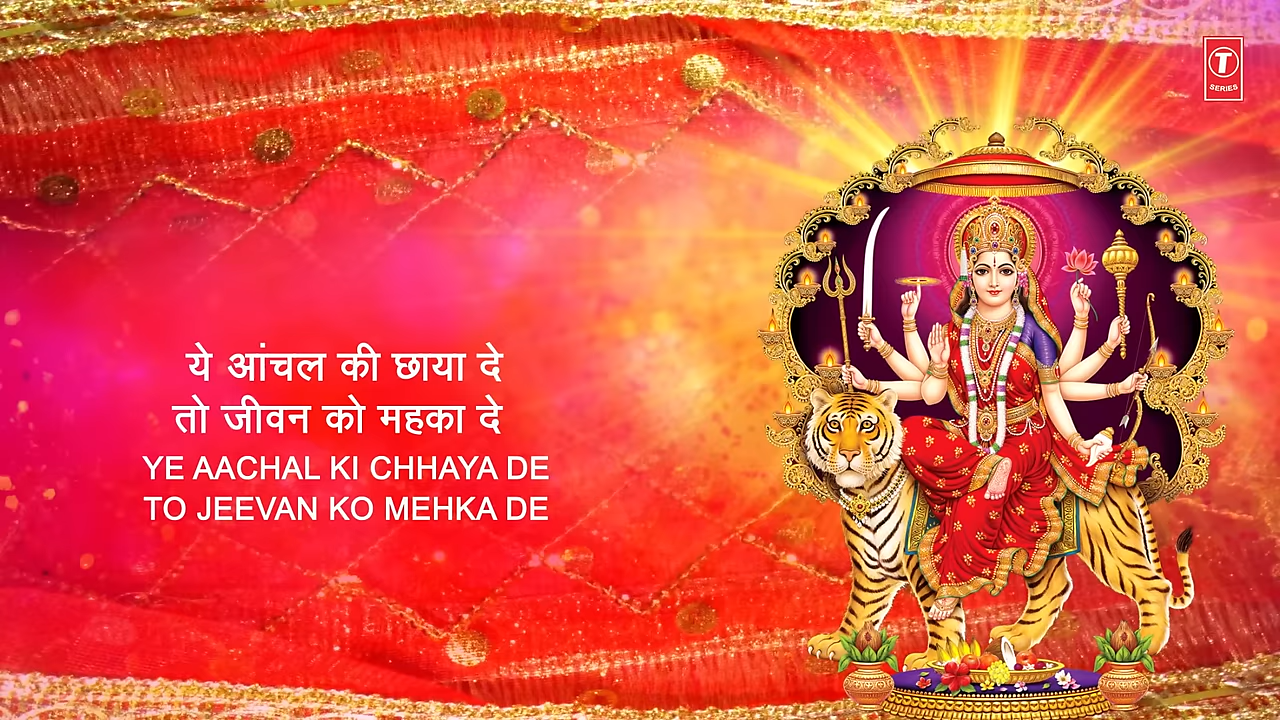 T
SERIES
ये आंचल की छाया दे
तो जीवन को महका दे
YE AACHAL KI CHHAYA DE
TO JEEVAN KO MEHKA DE